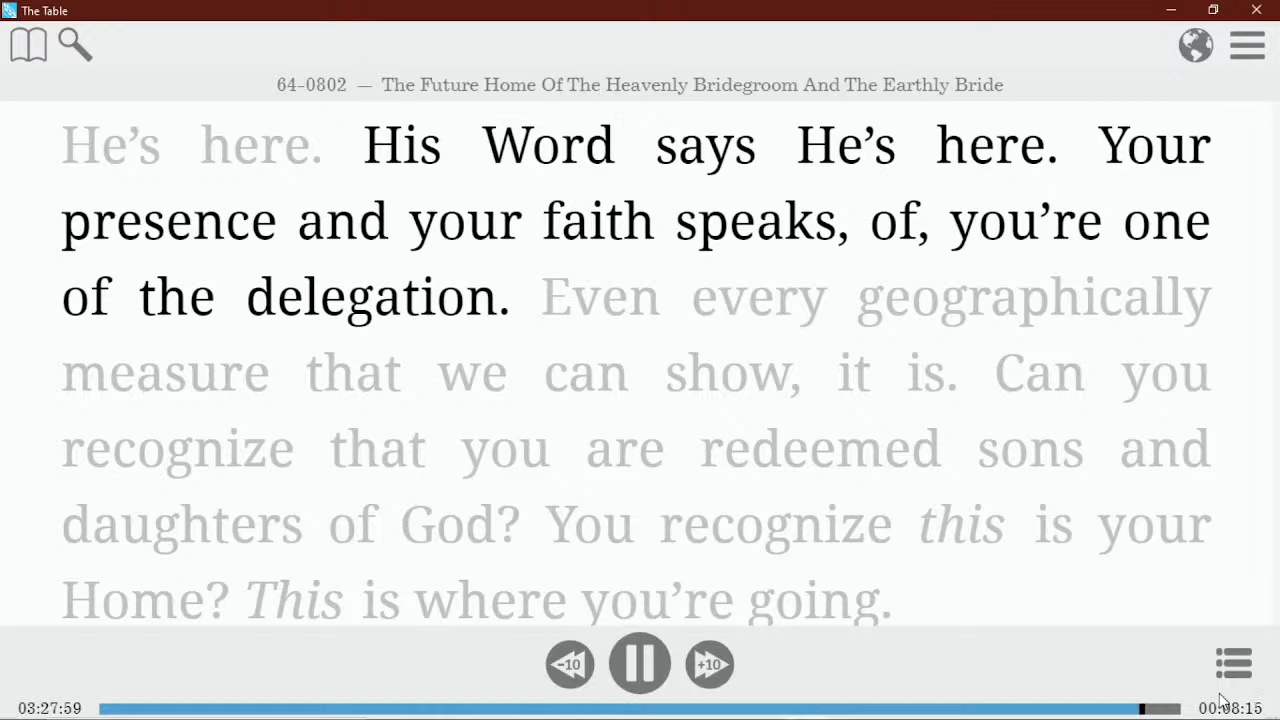 The Table
64-0802 — The Future Home Of The Heavenly Bridegroom And The Earthly Bride
He’s here. His Word says He’s here. Your
presence and your faith speaks, of, you’re one
of the delegation. Even every geographically
measure that we can show, it is. Can you
recognize that you are redeemed sons and
daughters of God? You recognize this is your
Home? This is where you’re going.
-10 +10
03:27:59 00:08:15